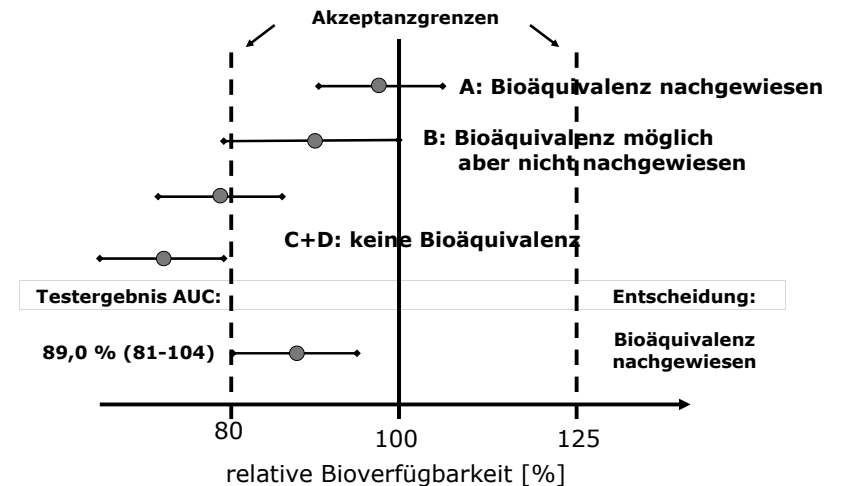 Akzeptanzgrenzen
A: Bioäquivalenz nachgewiesen
B: Bioäquivalenz möglich
aber nicht nachgewiesen
C+D: keine Bioäquivalenz
Testergebnis AUC: Entscheidung:
89,0 % (81-104)
Bioäquivalenz
nachgewiesen
80 100 125
relative Bioverfügbarkeit [%]